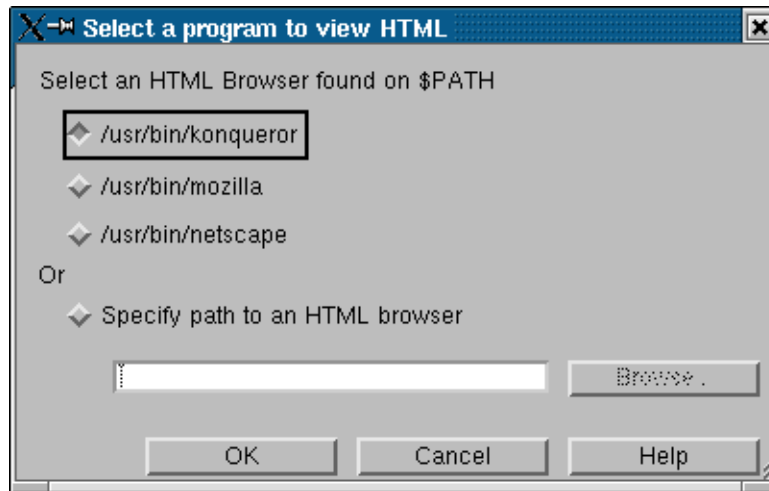 Select a program to view HTML
Select an HTML Browser found on $PATH
/usr/bin/konqueror
/usr/bin/mozilla
/usr/bin/netscape
Or
Specify path to an HTML browser
Browse .
OK Cancel Help